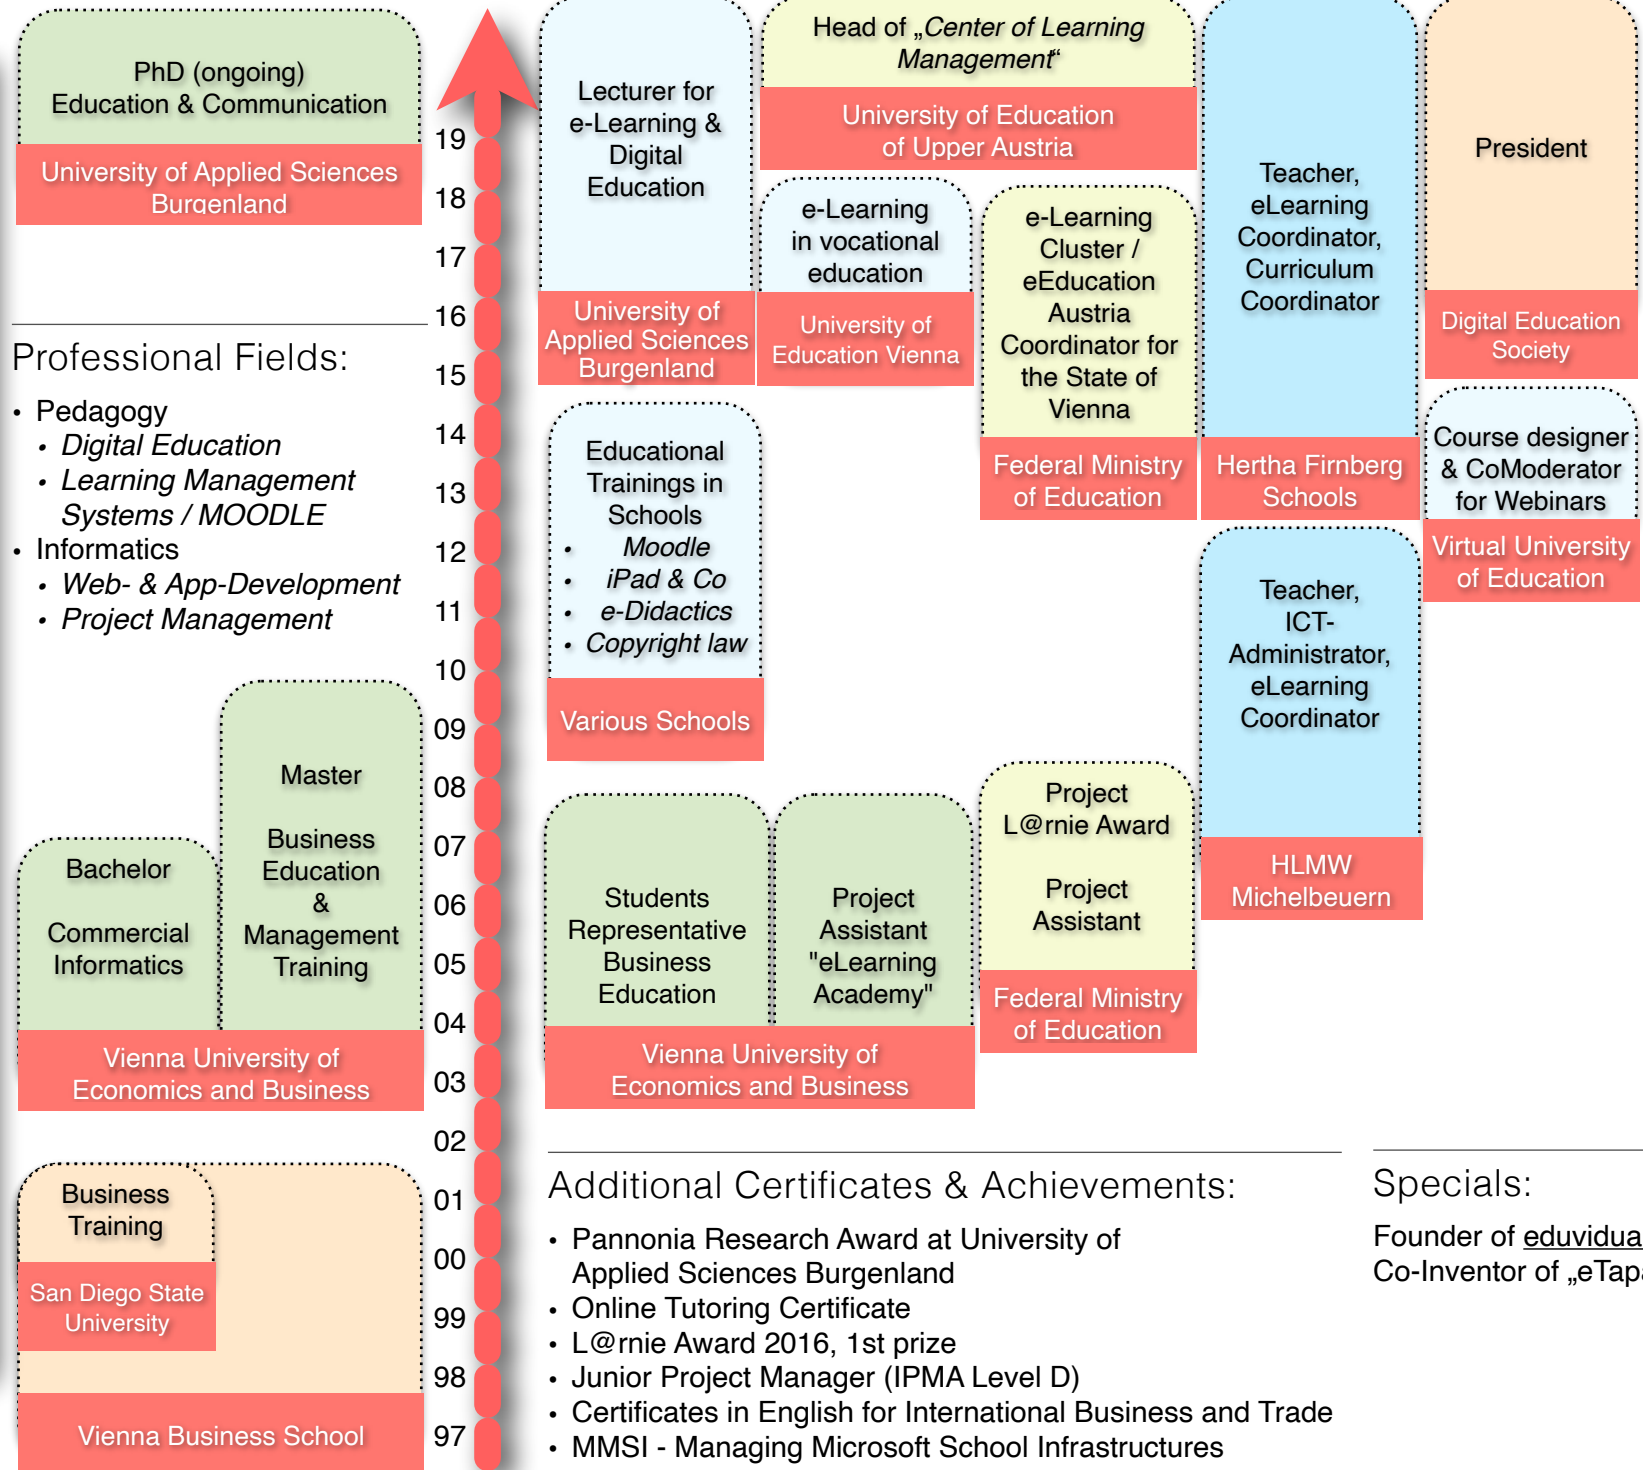 PhD (ongoing)
Education & Communication
University of Applied Sciences
Burgenland
Professional Fields:
• Pedagogy
• Digital Education
• Learning Management
Systems / MOODLE
• Informatics
• Web- & App-Development
• Project Management
Bachelor
Commercial
Informatics
Master
Business
Education
&
Management
Training
Vienna University of
Economics and Business
Business
Training
San Diego State
University
Vienna Business School
19
18
17
16
15
14
13
12
11
10
09
08
07
06
05
04
03
02
01
00
99
98
97
Lecturer for
e-Learning &
Digital
Education
University of
Applied Sciences
Burgenland
Head of „Center of Learning
Management“
University of Education
of Upper Austria
e-Learning
in vocational
education
University of
Education Vienna
e-Learning
Cluster /
eEducation
Austria
Coordinator for
the State of
Vienna
Federal Ministry
of Education
Teacher,
eLearning
Coordinator,
Curriculum
Coordinator
Hertha Firnberg
Schools
President
Digital Education
Society
Course designer
& CoModerator
for Webinars
Virtual University
of Education
Educational
Trainings in
Schools
• Moodle
• iPad & Co
• e-Didactics
• Copyright law
Various Schools
Teacher,
ICT-
Administrator,
eLearning
Coordinator
HLMW
Michelbeuern
Students
Representative
Business
Education
Project
Assistant
"eLearning
Academy"
Vienna University of
Economics and Business
Project
L@rnie Award
Project
Assistant
Federal Ministry
of Education
Additional Certificates & Achievements:
• Pannonia Research Award at University of
Applied Sciences Burgenland
• Online Tutoring Certificate
• L@rnie Award 2016, 1st prize
• Junior Project Manager (IPMA Level D)
• Certificates in English for International Business and Trade
• MMSI - Managing Microsoft School Infrastructures
Specials:
Founder of eduvidua
Co-Inventor of „eTapa